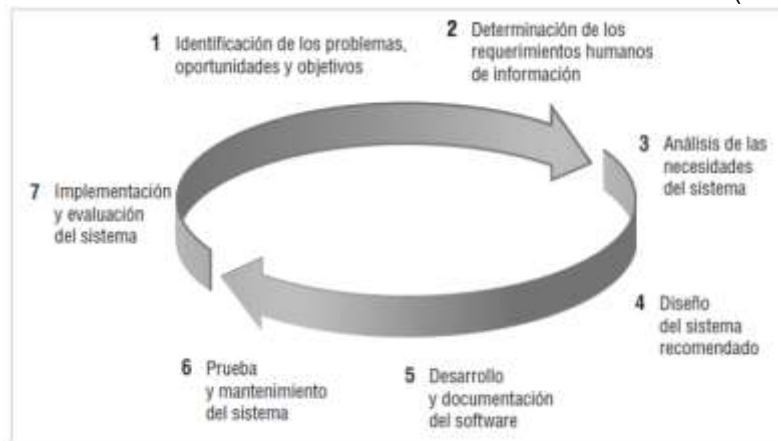 (
1 Identificación de los problemas,
oportunidades y objetivos
2 Determinación de los
requerimientos humanos
de información
3 Análisis de las
necesidades
del sistema
4 Diseño
del sistema
recomendado
5 Desarrollo
y documentación
del software
6 Prueba
y mantenimiento
del sistema
7 Implementación
y evaluación
del sistema